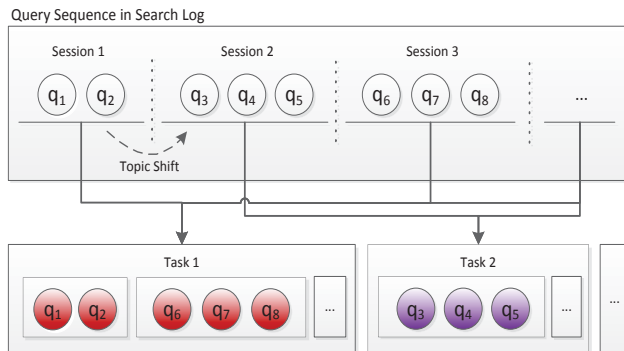 Query Sequence in Search Log
Session 1 Session 2 Session 3
q1 q2 q3 q4 q5 q6 q7 q8 ...
Topic Shift
Task 1 Task 2
q1 q2 q6 q7 q8 ... q3 q4 q5 ... ...